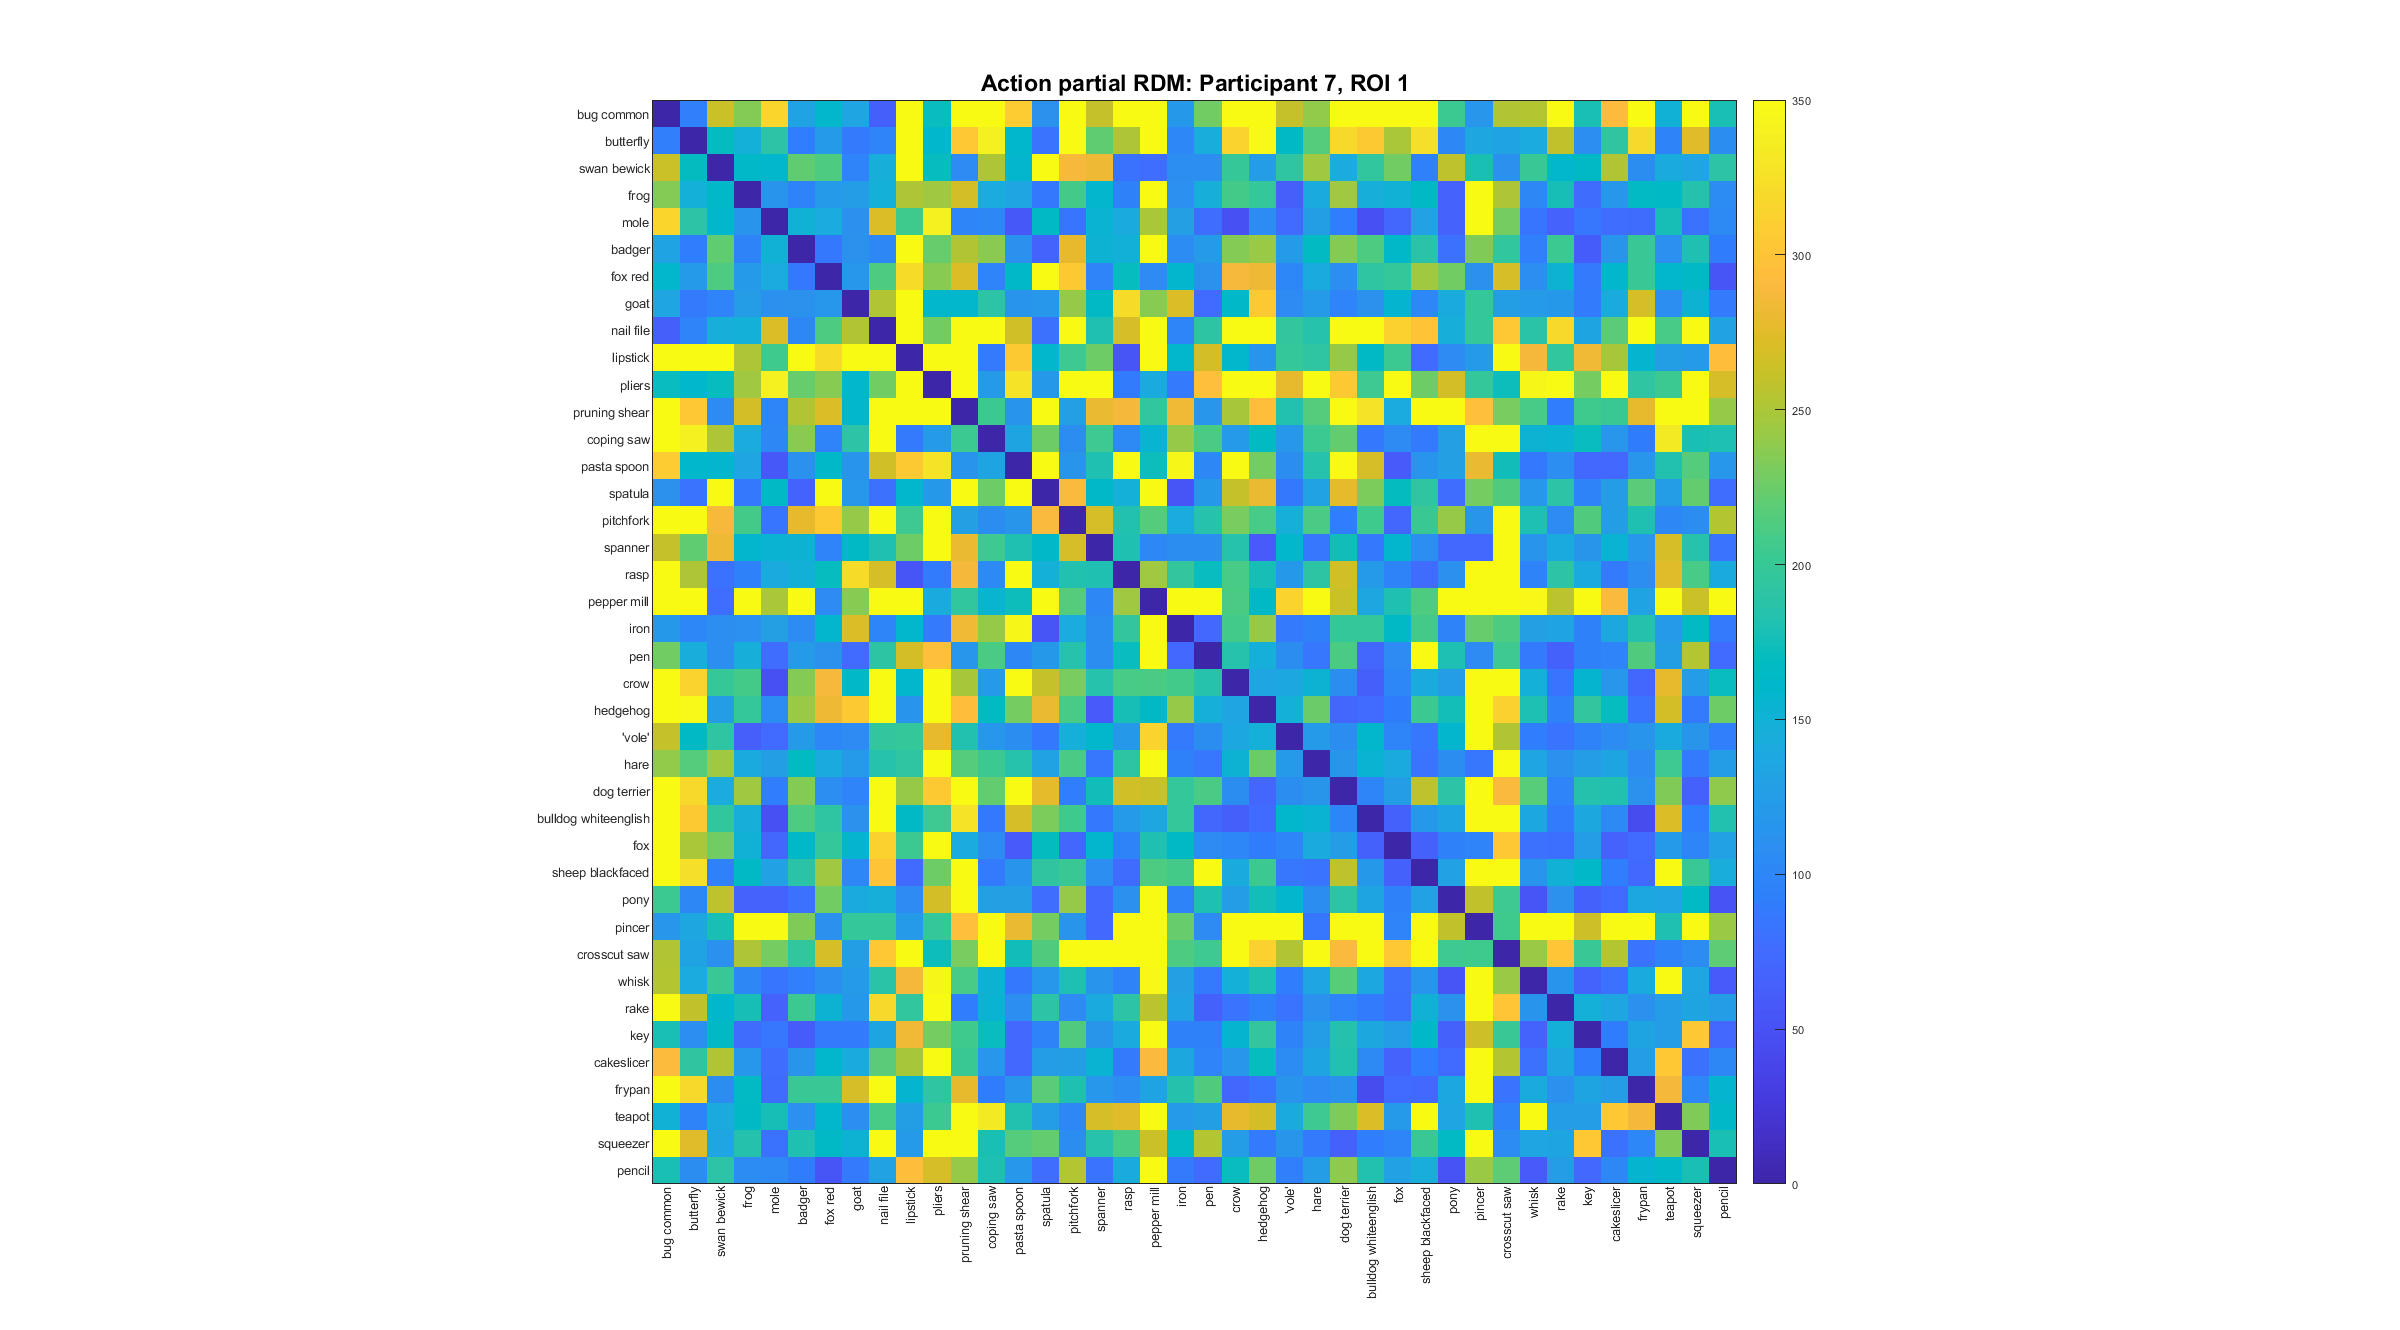 Action partial RDM: Participant 7, ROI 1
bug common
butterfly
swan bewick
frog
mole
badger
fox red
goat
nail file
lipstick
pliers
pruning shear
coping saw
pasta spoon
spatula
pitchfork
spanner
rasp
pepper mill
iron
pen
crow
hedgehog
'vole'
hare
dog terrier
bulldog whiteenglish
fox
sheep blackfaced
pony
pincer
crosscut saw
whisk
rake
key
cakeslicer
frypan
teapot
squeezer
pencil
bug common
butterfly
swan bewick
frog
mole
badger
fox red
goat
nail file
lipstick
pliers
pruning shear
coping saw
pasta spoon
spatula
pitchfork
spanner
rasp
pepper mill
iron
pen
crow
hedgehog
'vole'
hare
dog terrier
bulldog whiteenglish
fox
sheep blackfaced
pony
pincer
crosscut saw
whisk
rake
key
cakeslicer
frypan
teapot
squeezer
pencil
350
300
250
200
150
100
50
0